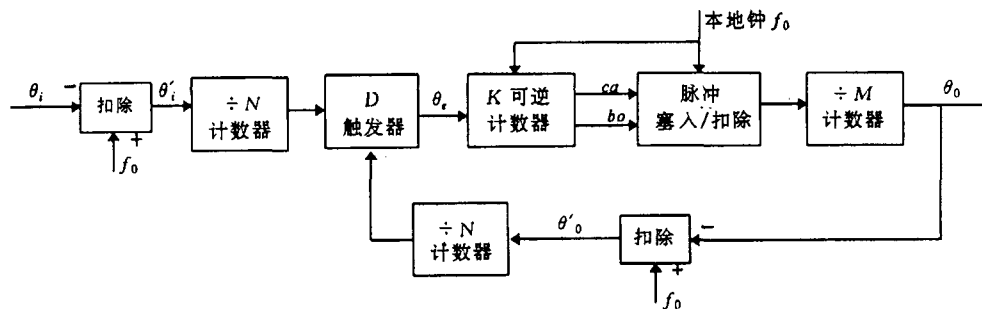 本地钟 f₀
θᵢ
−
扣除
+
f₀
θ′ᵢ
÷ N
计数器
D
触发器
θₑ
K 可逆
计数器
ca
bo
脉冲
塞入/扣除
÷ M
计数器
θ₀
÷ N
计数器
θ′₀
扣除
−
+
f₀